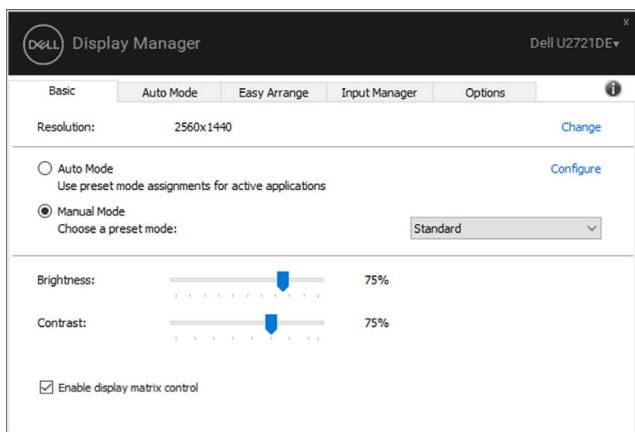 x
DELL Display Manager Dell U2721DE▾
Basic Auto Mode Easy Arrange Input Manager Options i
Resolution: 2560x1440 Change
Auto Mode Configure
Use preset mode assignments for active applications
Manual Mode
Choose a preset mode: Standard
Brightness: 75%
Contrast: 75%
Enable display matrix control